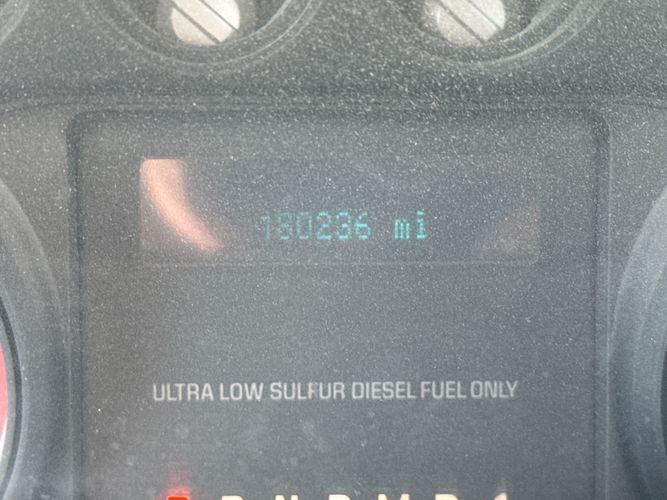 180236 mi
ULTRA LOW SULFUR DIESEL FUEL ONLY